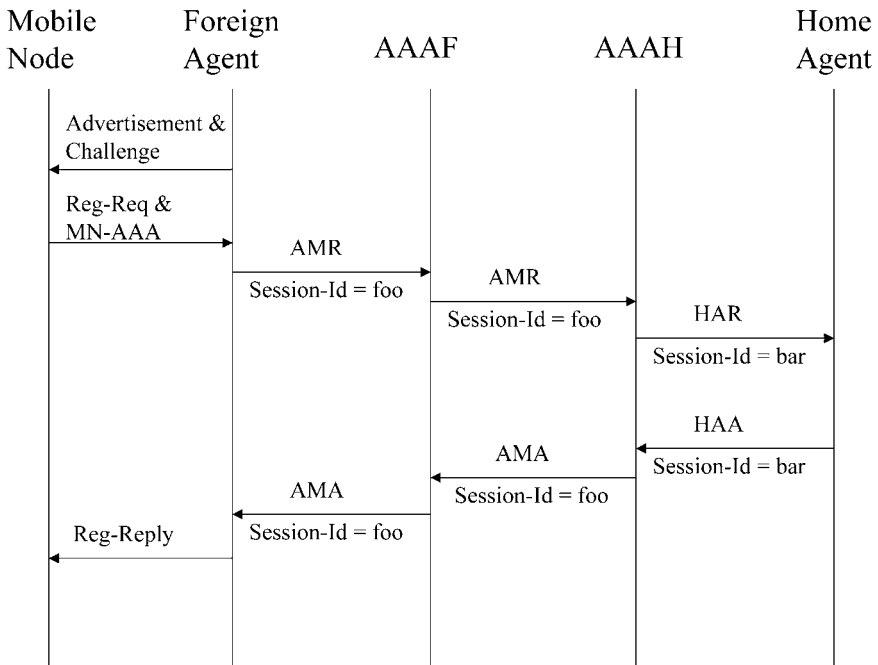 Mobile
Node
Foreign
Agent
AAAF
AAAH
Home
Agent
Advertisement &
Challenge
Reg-Req &
MN-AAA
AMR
Session-Id = foo
AMR
Session-Id = foo
HAR
Session-Id = bar
HAA
Session-Id = bar
AMA
Session-Id = foo
AMA
Session-Id = foo
Reg-Reply